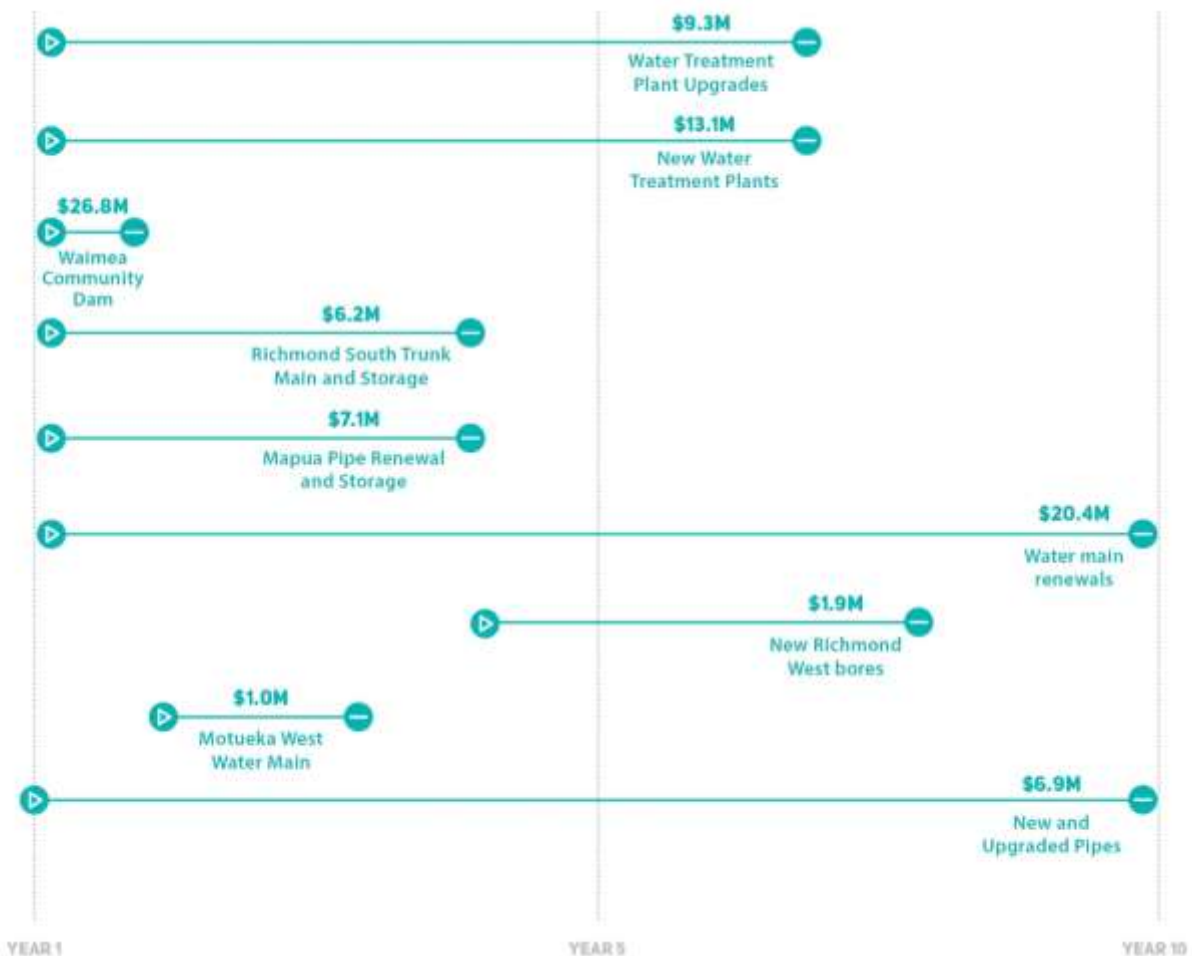 $9.3M
Water Treatment
Plant Upgrades
$13.1M
New Water
Treatment Plants
$26.8M
Waimea
Community
Dam
$6.2M
Richmond South Trunk
Main and Storage
$7.1M
Mapua Pipe Renewal
and Storage
$20.4M
Water main
renewals
$1.9M
New Richmond
West bores
$1.0M
Motueka West
Water Main
$6.9M
New and
Upgraded Pipes
YEAR 1 YEAR 5 YEAR 10